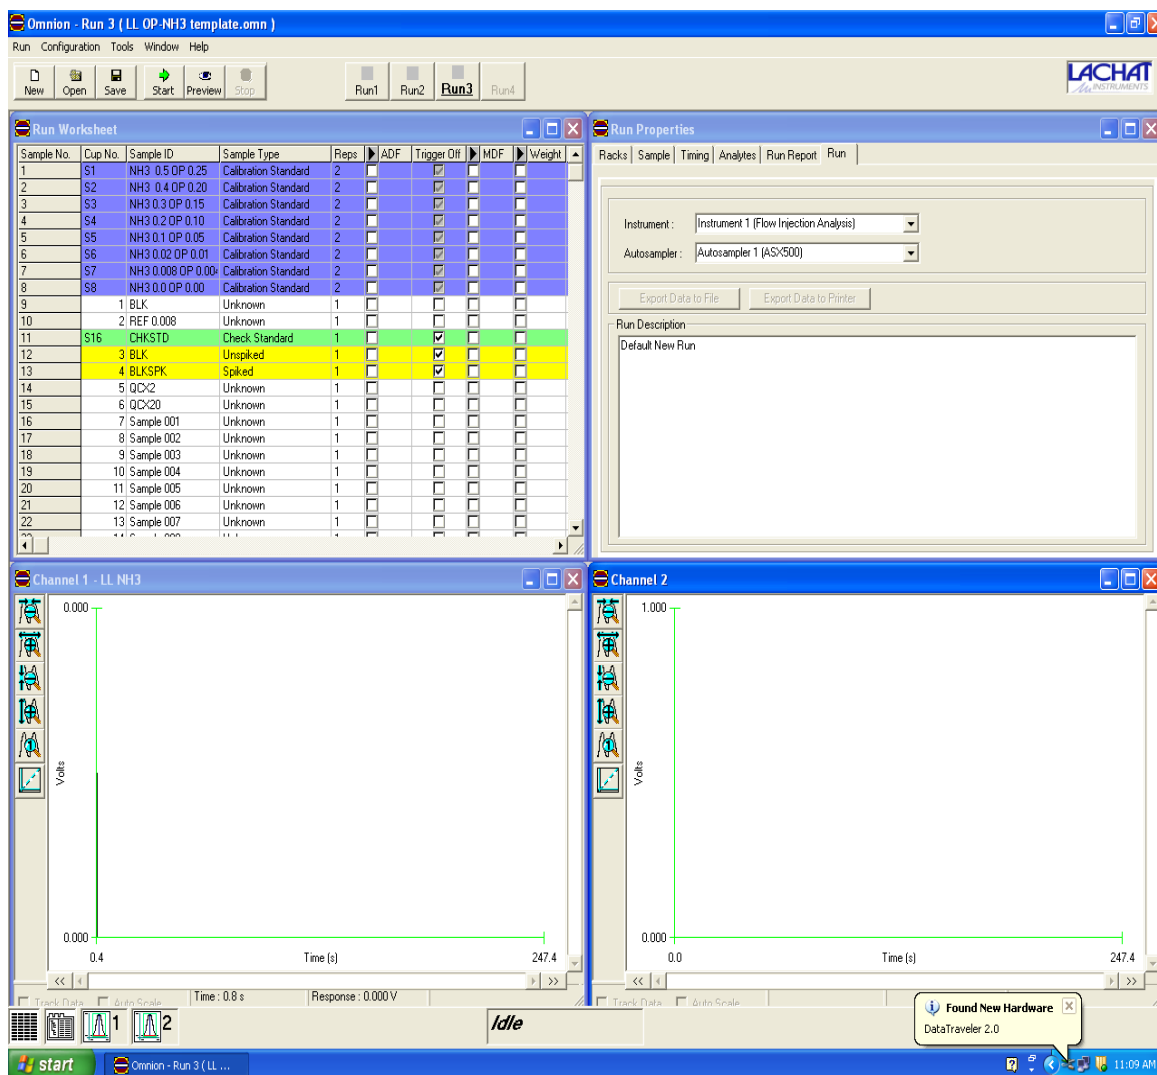 Omnion - Run 3 ( LL OP-NH3 template.omn )
Run Configuration Tools Window Help
New Open Save Start Preview Stop Run1 Run2 Run3 Run4
LACHAT
INSTRUMENTS
Run Worksheet
Sample No. Cup No. Sample ID Sample Type Reps ADF Trigger Off MDF Weight
1 S1 NH3 0.5 OP 0.25 Calibration Standard 2
2 S2 NH3 0.4 OP 0.20 Calibration Standard 2
3 S3 NH3 0.3 OP 0.15 Calibration Standard 2
4 S4 NH3 0.2 OP 0.10 Calibration Standard 2
5 S5 NH3 0.1 OP 0.05 Calibration Standard 2
6 S6 NH3 0.02 OP 0.01 Calibration Standard 2
7 S7 NH3 0.008 OP 0.004 Calibration Standard 2
8 S8 NH3 0.0 OP 0.00 Calibration Standard 2
9 1 BLK Unknown 1
10 2 REF 0.008 Unknown 1
11 S16 CHKSTD Check Standard 1
12 3 BLK Unspiked 1
13 4 BLKSPK Spiked 1
14 5 QCX2 Unknown 1
15 6 QCX20 Unknown 1
16 7 Sample 001 Unknown 1
17 8 Sample 002 Unknown 1
18 9 Sample 003 Unknown 1
19 10 Sample 004 Unknown 1
20 11 Sample 005 Unknown 1
21 12 Sample 006 Unknown 1
22 13 Sample 007 Unknown 1
Run Properties
Racks Sample Timing Analytes Run Report Run
Instrument : Instrument 1 (Flow Injection Analysis)
Autosampler : Autosampler 1 (ASX500)
Export Data to File Export Data to Printer
Run Description
Default New Run
Channel 1 - LL NH3
0.000
Volts
0.000
0.4 Time (s) 247.4
<< >>
Track Data Auto Scale Time : 0.8 s Response : 0.000 V
Channel 2
1.000
Volts
0.000
0.0 Time (s) 247.4
<< >>
Track Data Auto Scale
1 2 Idle
Found New Hardware
DataTraveler 2.0
start Omnion - Run 3 ( LL ... 11:09 AM